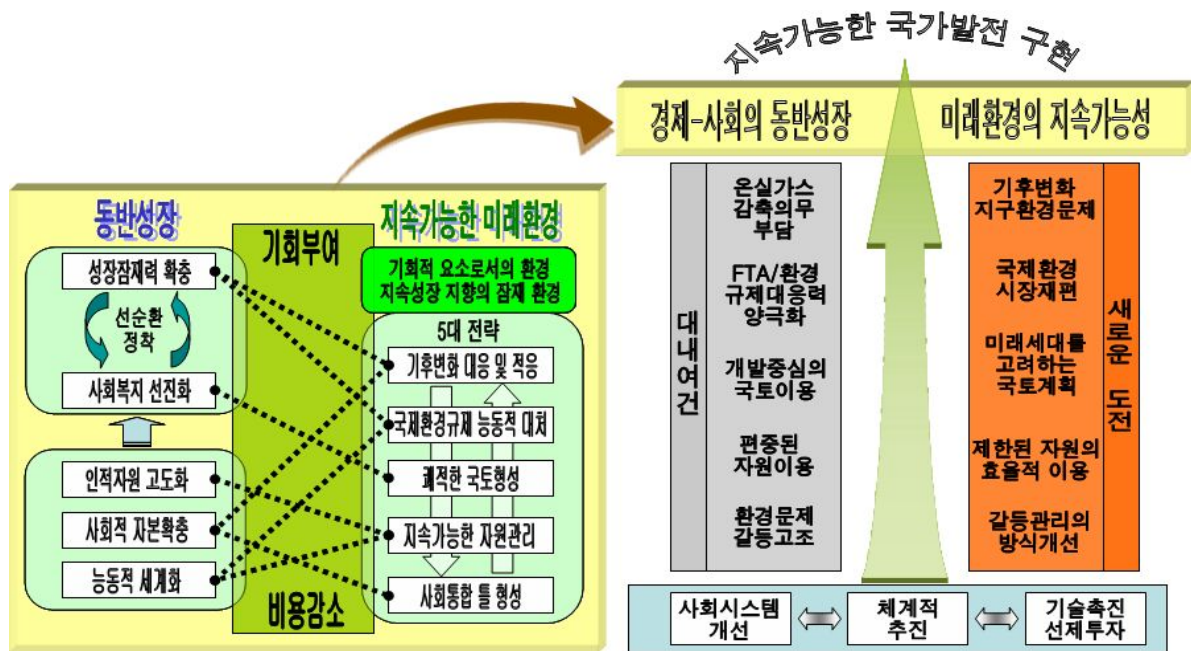 지속가능한 국가발전 구현
경제-사회의 동반성장
미래환경의 지속가능성
동반성장
성장잠재력 확충
선순환
정착
사회복지 선진화
인적자원 고도화
사회적 자본확충
능동적 세계화
기회부여
비용감소
지속가능한 미래환경
기회적 요소로서의 환경
지속성장 지향의 잠재 환경
5대 전략
기후변화 대응 및 적응
국제환경규제 능동적 대처
쾌적한 국토형성
지속가능한 자원관리
사회통합 틀 형성
대내여건
온실가스
감축의무
부담
FTA/환경
규제대응력
양극화
개발중심의
국토이용
편중된
자원이용
환경문제
갈등고조
기후변화
지구환경문제
국제환경
시장재편
미래세대를
고려하는
국토계획
제한된 자원의
효율적 이용
갈등관리의
방식개선
새로운 도전
사회시스템
개선
체계적
추진
기술촉진
선제투자